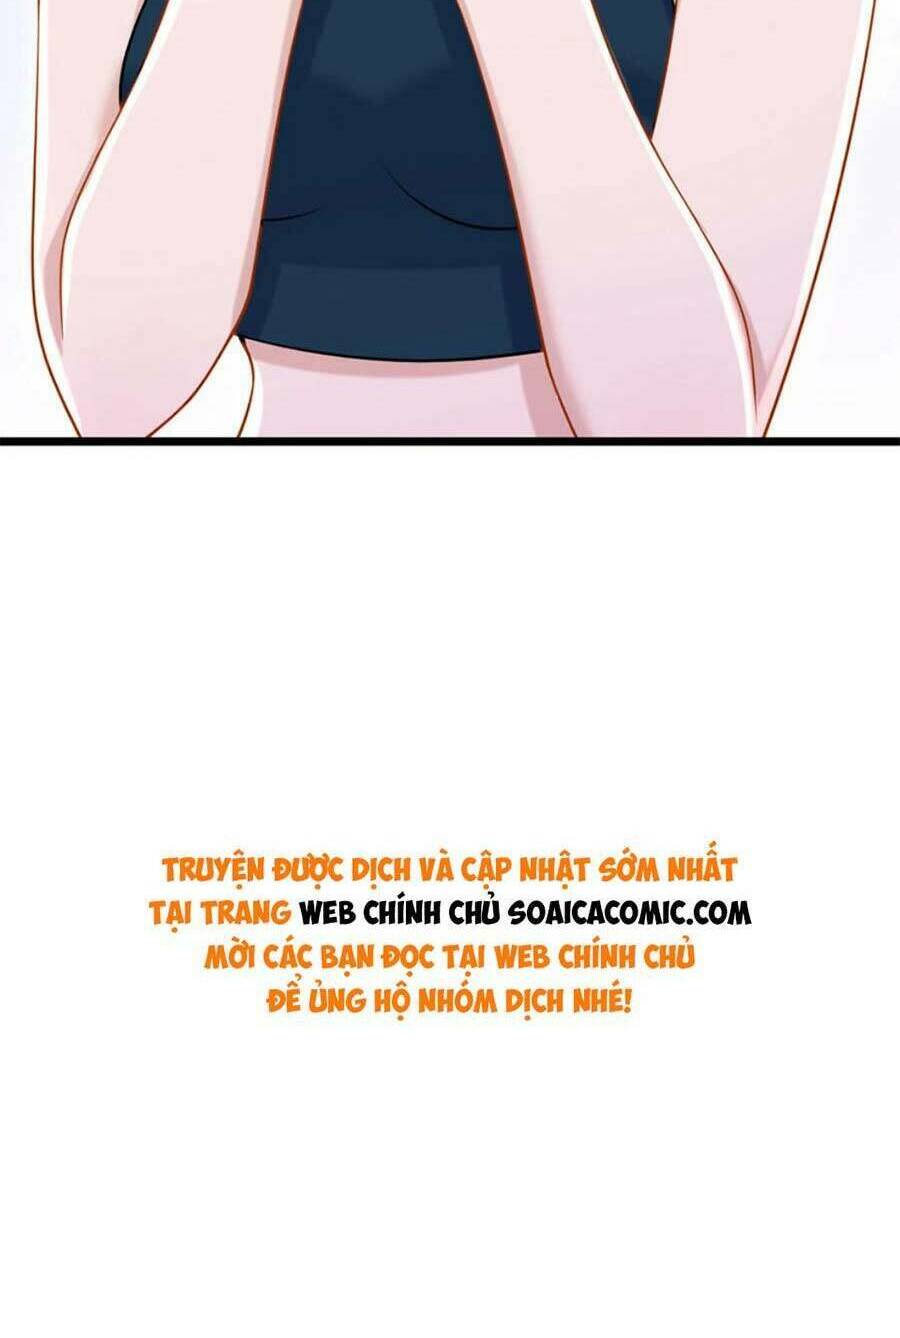 TRUYỆN ĐƯỢC DỊCH VÀ CẬP NHẬT SỚM NHẤT
TẠI TRANG WEB CHÍNH CHỦ SOAICACOMIC.COM
MỜI CÁC BẠN ĐỌC TẠI WEB CHÍNH CHỦ
ĐỂ ỦNG HỘ NHÓM DỊCH NHÉ!